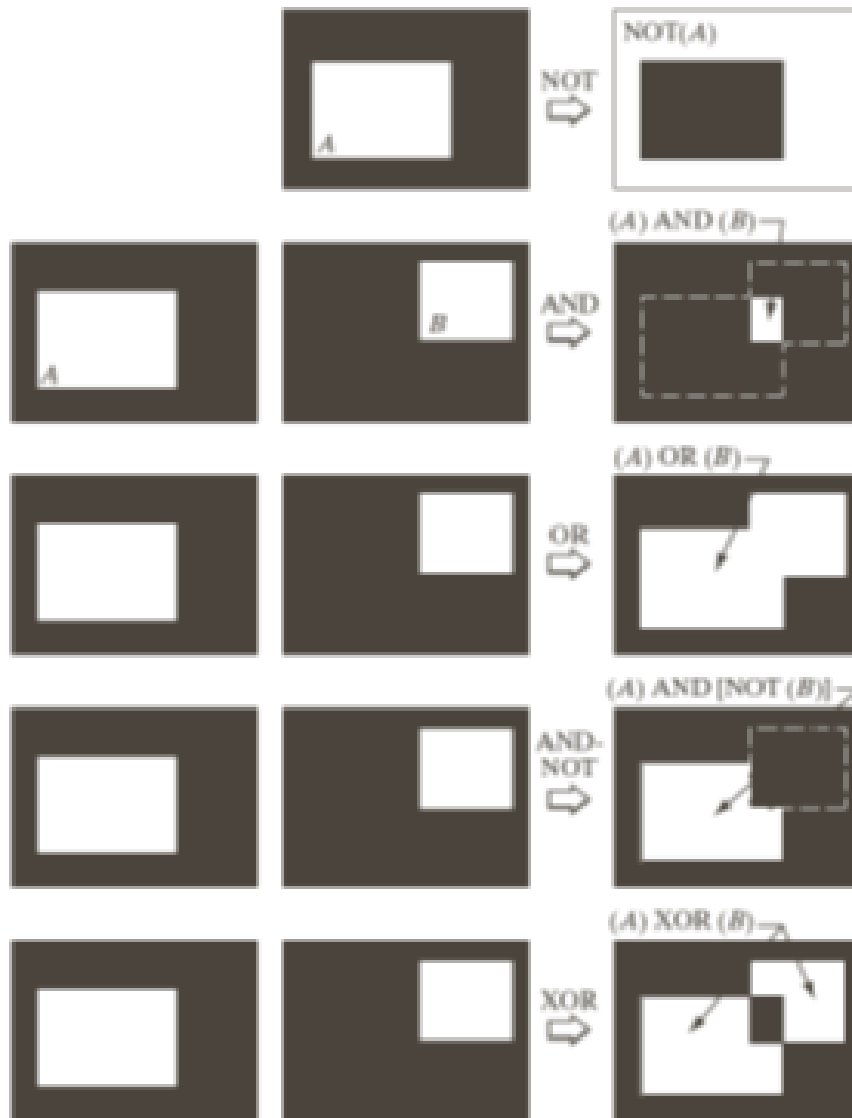 NOT(A)
NOT
A
(A) AND (B)
AND
B
A
(A) OR (B)
OR
(A) AND [NOT (B)]
AND-
NOT
(A) XOR (B)
XOR